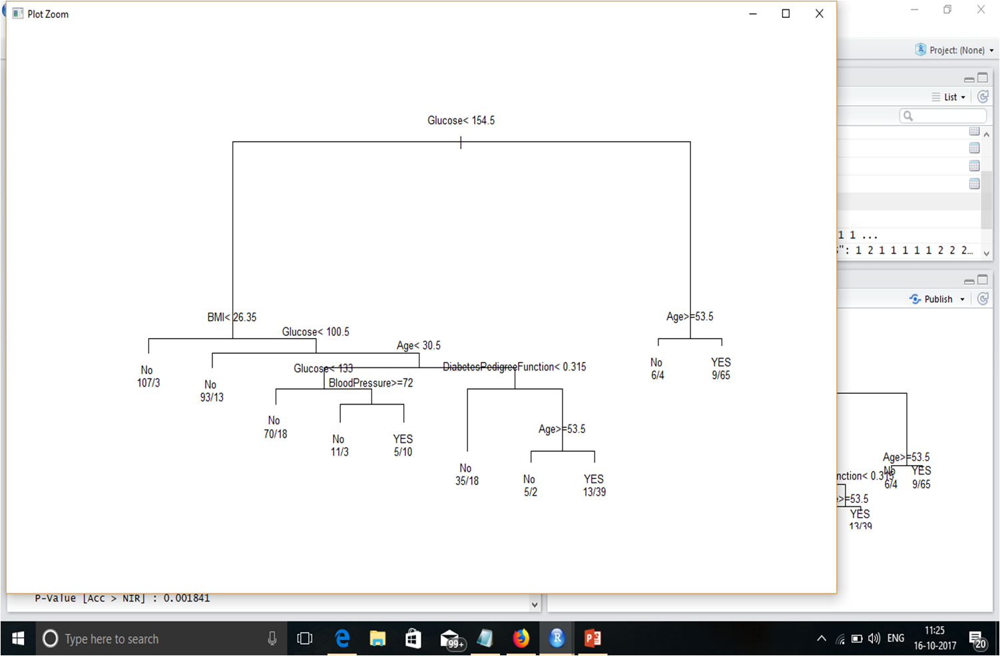 Plot Zoom
Project: (None)
List
Glucose< 154.5
1 1 ...
": 1 2 1 1 1 1 1 2 2 2…
Publish
BMI< 26.35
Age>=53.5
Glucose< 100.5
Age< 30.5
Glucose< 133
DiabetesPedigreeFunction< 0.315
BloodPressure>=72
No
107/3
No
93/13
No
6/4
YES
9/65
No
70/18
No
11/3
YES
5/10
Age>=53.5
No
35/18
No
5/2
YES
13/39
Age>=53.5
No
6/4
YES
9/65
nction< 0.315
>=53.5
YES
13/39
P-Value [Acc > NIR] : 0.001841
Type here to search
99+
ENG
11:25
16-10-2017
20